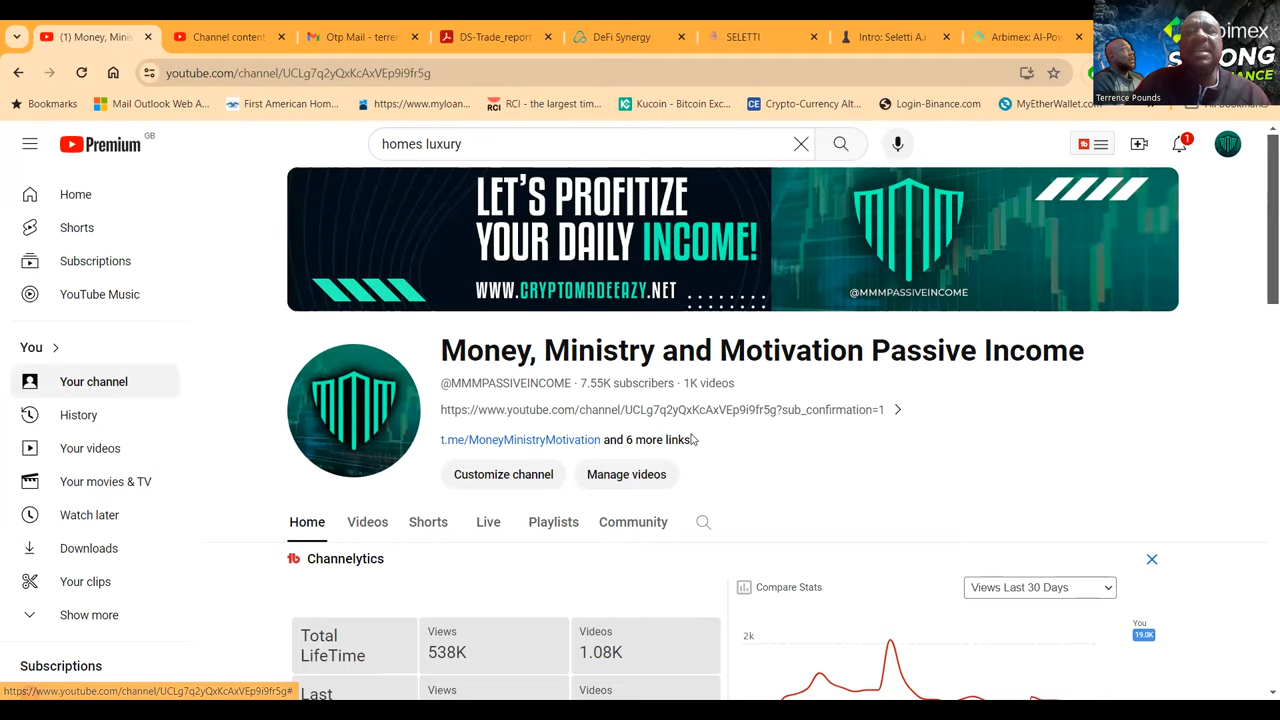 (1) Money, Minis
Channel content
Otp Mail - terren
DS-Trade_report
DeFi Synergy
SELETTI
Intro: Seletti A.i
Arbimex: AI-Pow
youtube.com/channel/UCLg7q2yQxKcAxVEp9i9fr5g
Terrence Pounds
Bookmarks
Mail Outlook Web A...
First American Hom...
https://www.myjoan...
RCI - the largest tim...
Kucoin - Bitcoin Exc...
Crypto-Currency Alt...
Login-Binance.com
MyEtherWallet.com
Premium GB
homes luxury
1
Home
Shorts
Subscriptions
YouTube Music
You
Your channel
History
Your videos
Your movies & TV
Watch later
Downloads
Your clips
Show more
Subscriptions
LET'S PROFITIZE
YOUR DAILY INCOME!
WWW.CRYPTOMADEEAZY.NET
@MMMPASSIVEINCOME
Money, Ministry and Motivation Passive Income
@MMMPASSIVEINCOME · 7.55K subscribers · 1K videos
https://www.youtube.com/channel/UCLg7q2yQxKcAxVEp9i9fr5g?sub_confirmation=1
t.me/MoneyMinistryMotivation and 6 more links
Customize channel
Manage videos
Home
Videos
Shorts
Live
Playlists
Community
Channelytics
Compare Stats
Views Last 30 Days
Total
LifeTime
Views
538K
Videos
1.08K
Last
Views
Videos
2k
You
19.0K
https://www.youtube.com/channel/UCLg7q2yQxKcAxVEp9i9fr5g#